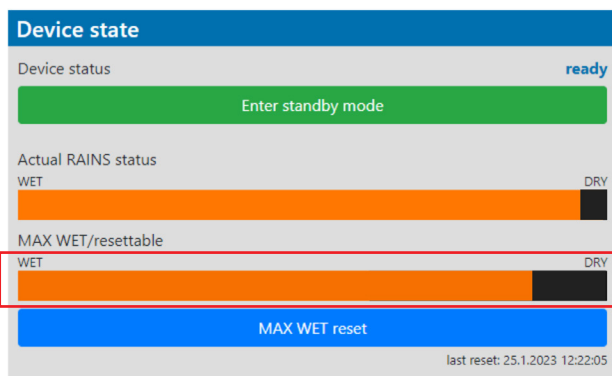 Device state
Device status ready
Enter standby mode
Actual RAINS status
WET DRY
MAX WET/resettable
WET DRY
MAX WET reset
last reset: 25.1.2023 12:22:05